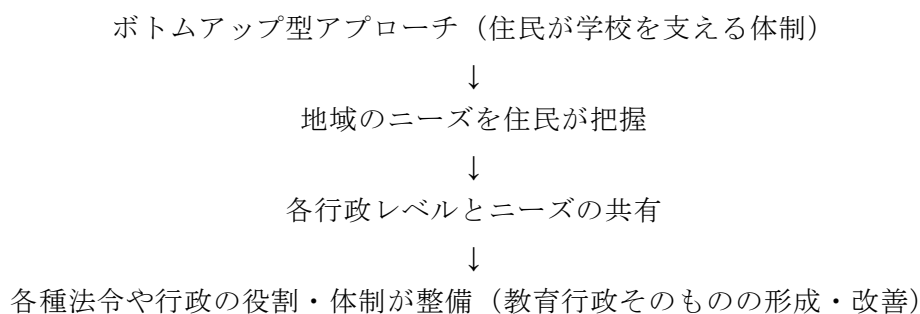 ボトムアップ型アプローチ（住民が学校を支える体制）
↓
地域のニーズを住民が把握
↓
各行政レベルとニーズの共有
↓
各種法令や行政の役割・体制が整備（教育行政そのものの形成・改善）